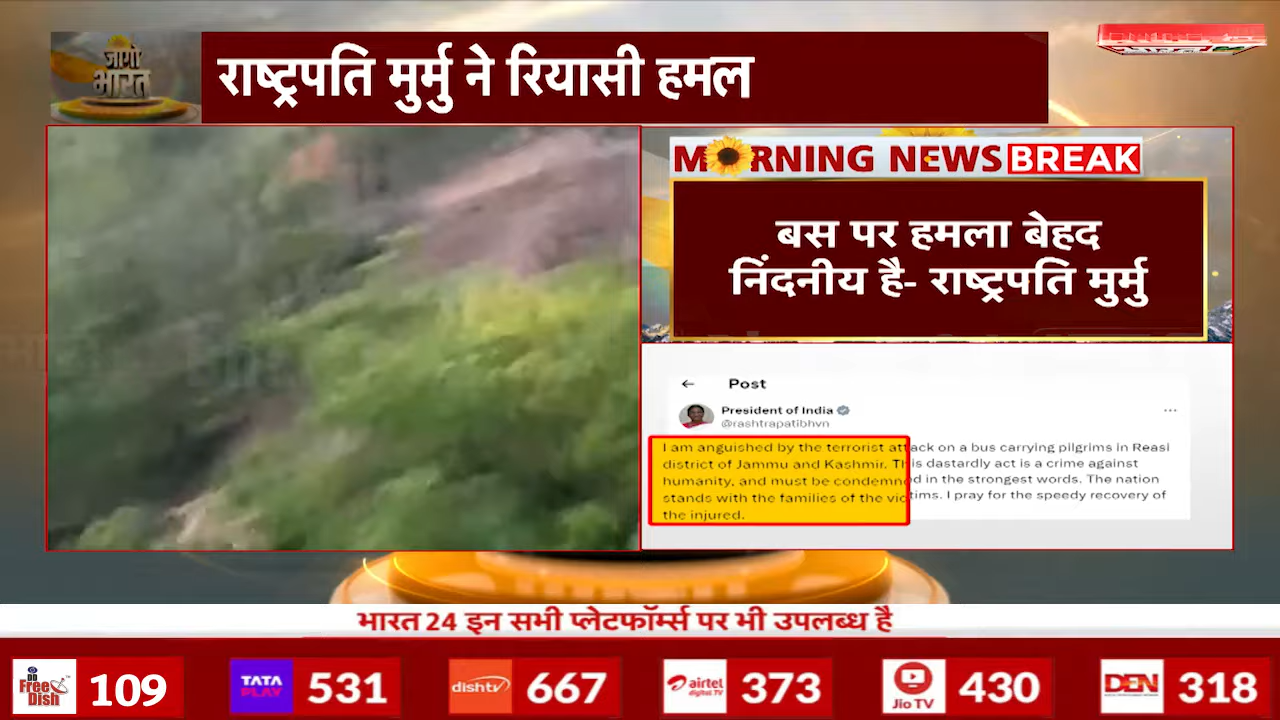 जागो
भारत
राष्ट्रपति मुर्मु ने रियासी हमल
MORNING NEWS BREAK
बस पर हमला बेहद
निंदनीय है- राष्ट्रपति मुर्मु
Post
President of India
@rashtrapatibhvn
I am anguished by the terrorist attack on a bus carrying pilgrims in Reasi
district of Jammu and Kashmir. This dastardly act is a crime against
humanity, and must be condemned in the strongest words. The nation
stands with the families of the victims. I pray for the speedy recovery of
the injured.
भारत 24 इन सभी प्लेटफॉर्म्स पर भी उपलब्ध है
DD Free Dish 109
TATA PLAY 531
dishtv 667
airtel digital TV 373
Jio TV 430
DEN 318